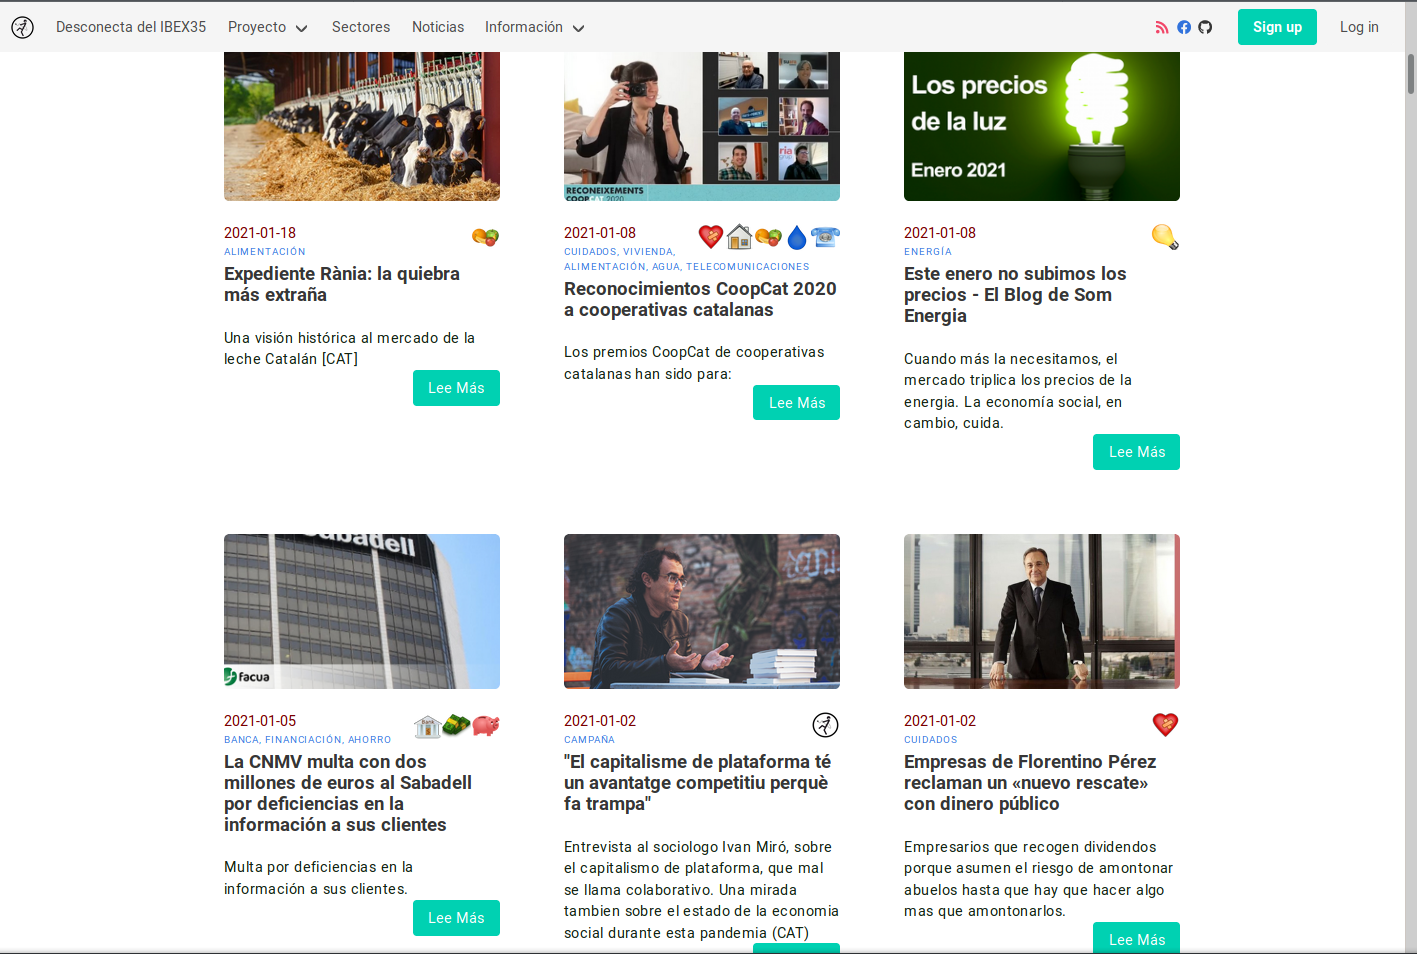 Desconecta del IBEX35
Proyecto
Sectores
Noticias
Información
Sign up
Log in
RECONEIXEMENTS
COOPCAT 2020
Los precios
de la luz
Enero 2021
2021-01-18
ALIMENTACIÓN
Expediente Rània: la quiebra
más extraña
Una visión histórica al mercado de la
leche Catalán [CAT]
Lee Más
2021-01-08
CUIDADOS, VIVIENDA,
ALIMENTACIÓN, AGUA, TELECOMUNICACIONES
Reconocimientos CoopCat 2020
a cooperativas catalanas
Los premios CoopCat de cooperativas
catalanas han sido para:
Lee Más
2021-01-08
ENERGÍA
Este enero no subimos los
precios - El Blog de Som
Energia
Cuando más la necesitamos, el
mercado triplica los precios de la
energia. La economía social, en
cambio, cuida.
Lee Más
Sabadell
facua
2021-01-05
BANCA, FINANCIACIÓN, AHORRO
Bank
La CNMV multa con dos
millones de euros al Sabadell
por deficiencias en la
información a sus clientes
Multa por deficiencias en la
información a sus clientes.
Lee Más
2021-01-02
CAMPAÑA
"El capitalisme de plataforma té
un avantatge competitiu perquè
fa trampa"
Entrevista al sociologo Ivan Miró, sobre
el capitalismo de plataforma, que mal
se llama colaborativo. Una mirada
tambien sobre el estado de la economia
social durante esta pandemia (CAT)
2021-01-02
CUIDADOS
Empresas de Florentino Pérez
reclaman un «nuevo rescate»
con dinero público
Empresarios que recogen dividendos
porque asumen el riesgo de amontonar
abuelos hasta que hay que hacer algo
mas que amontonarlos.
Lee Más